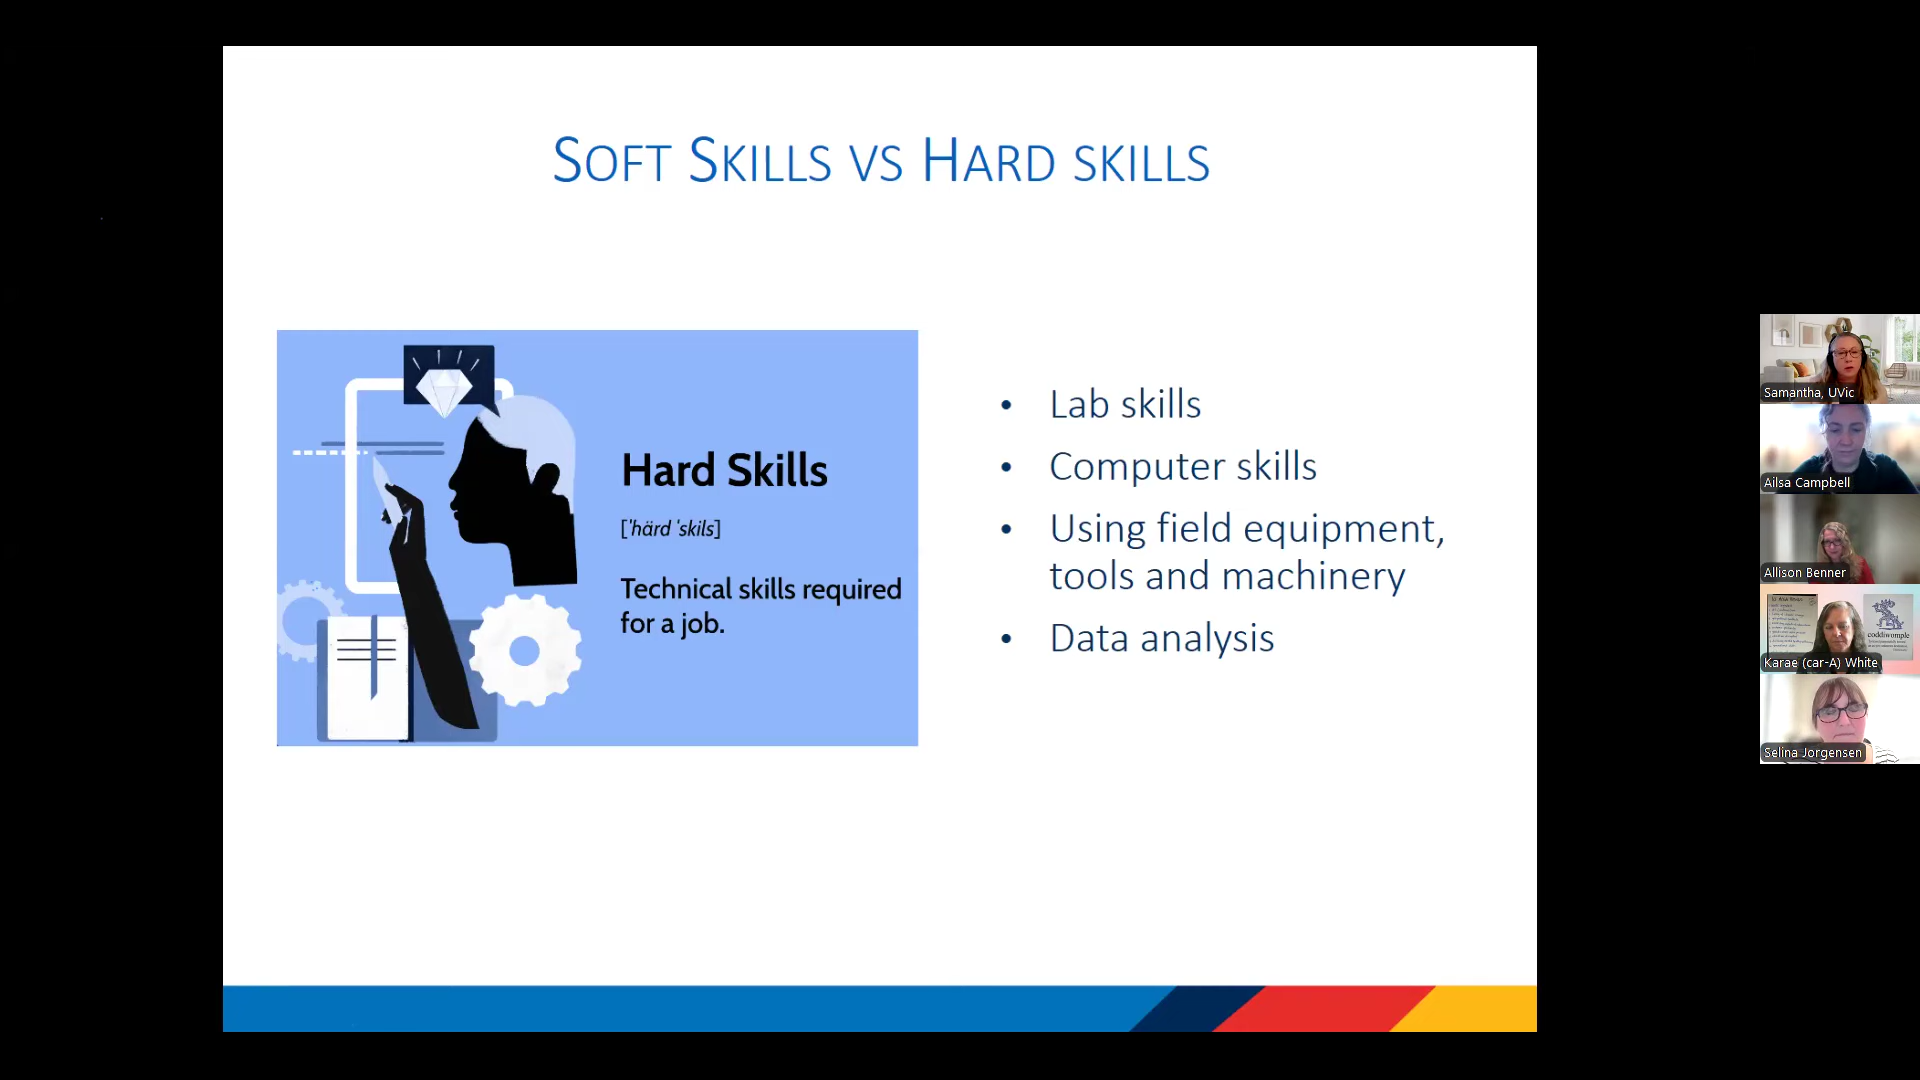 SOFT SKILLS VS HARD SKILLS
Hard Skills
['härd 'skils]
Technical skills required
for a job.
• Lab skills
• Computer skills
• Using field equipment,
tools and machinery
• Data analysis
Samantha, UVic
Ailsa Campbell
Allison Benner
coddiwomple
Karae (car-A) White
Selina Jorgensen